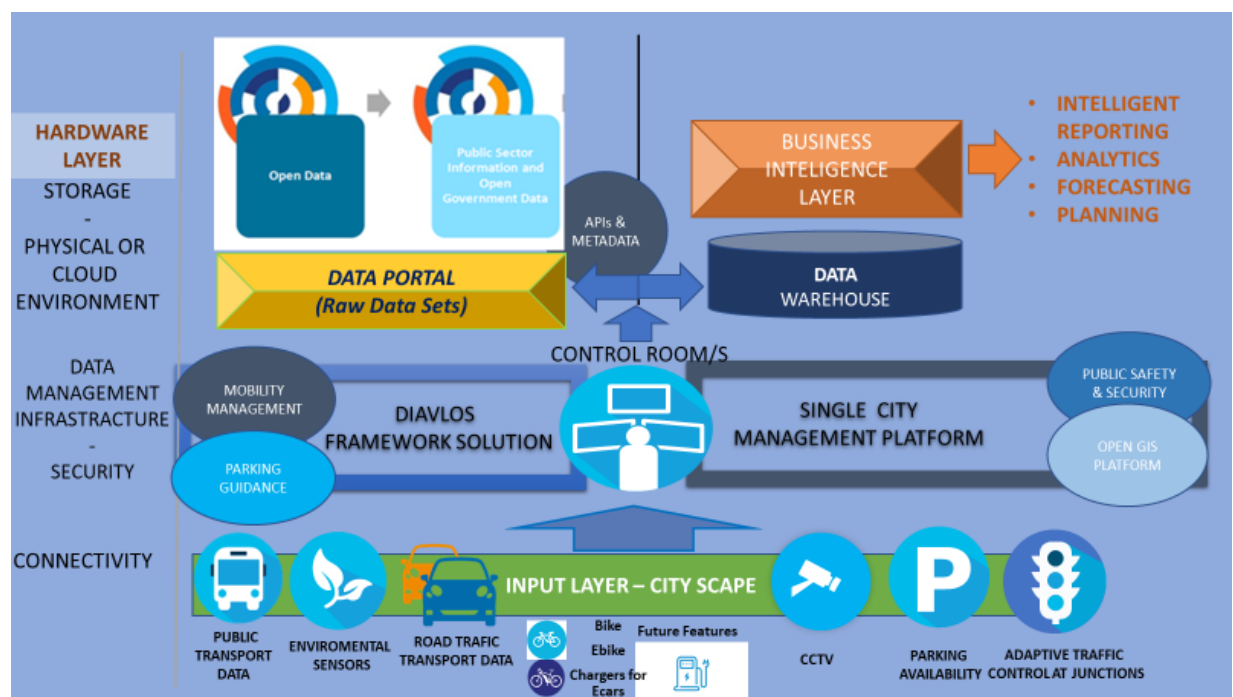 HARDWARE
LAYER
STORAGE
-
PHYSICAL OR
CLOUD
ENVIRONMENT
DATA
MANAGEMENT
INFRASTRACTURE
-
SECURITY
CONNECTIVITY
Open Data
Public Sector
Information and
Open
Government Data
APIs &
METADATA
DATA PORTAL
(Raw Data Sets)
BUSINESS
INTELIGENCE
LAYER
• INTELLIGENT
REPORTING
• ANALYTICS
• FORECASTING
• PLANNING
DATA
WAREHOUSE
CONTROL ROOM/S
MOBILITY
MANAGEMENT
PARKING
GUIDANCE
DIAVLOS
FRAMEWORK SOLUTION
SINGLE CITY
MANAGEMENT PLATFORM
PUBLIC SAFETY
& SECURITY
OPEN GIS
PLATFORM
INPUT LAYER – CITY SCAPE
P
PUBLIC
TRANSPORT
DATA
ENVIROMENTAL
SENSORS
ROAD TRAFIC
TRANSPORT DATA
Bike
Ebike
Chargers for
Ecars
Future Features
CCTV
PARKING
AVAILABILITY
ADAPTIVE TRAFFIC
CONTROL AT JUNCTIONS